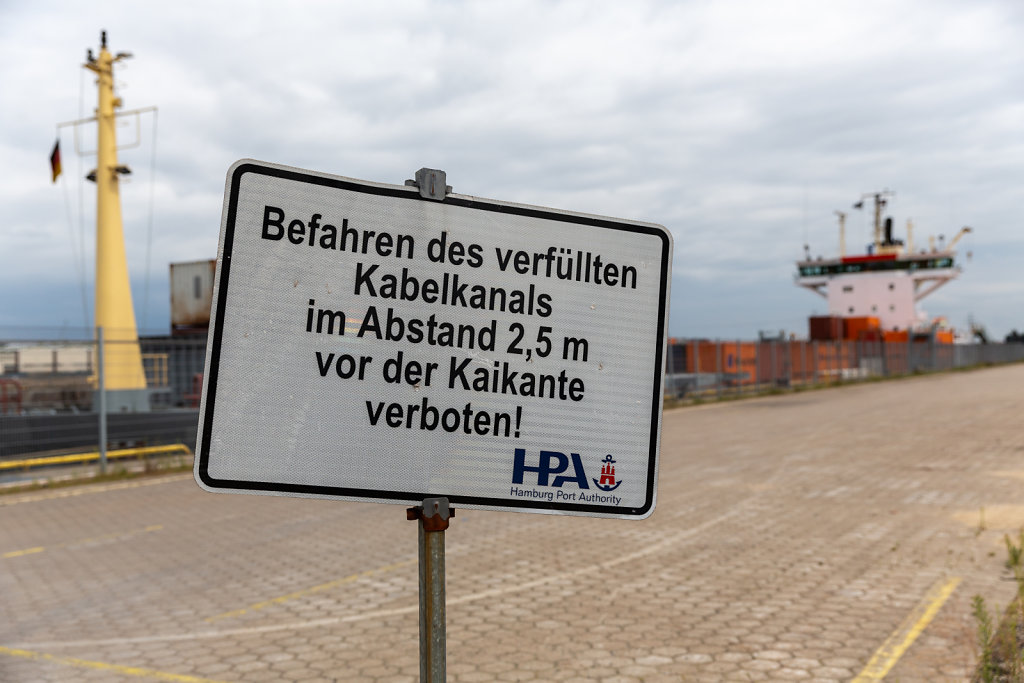 Befahren des verfüllten
Kabelkanals
im Abstand 2,5 m
vor der Kaikante
verboten!
HPA
Hamburg Port Authority